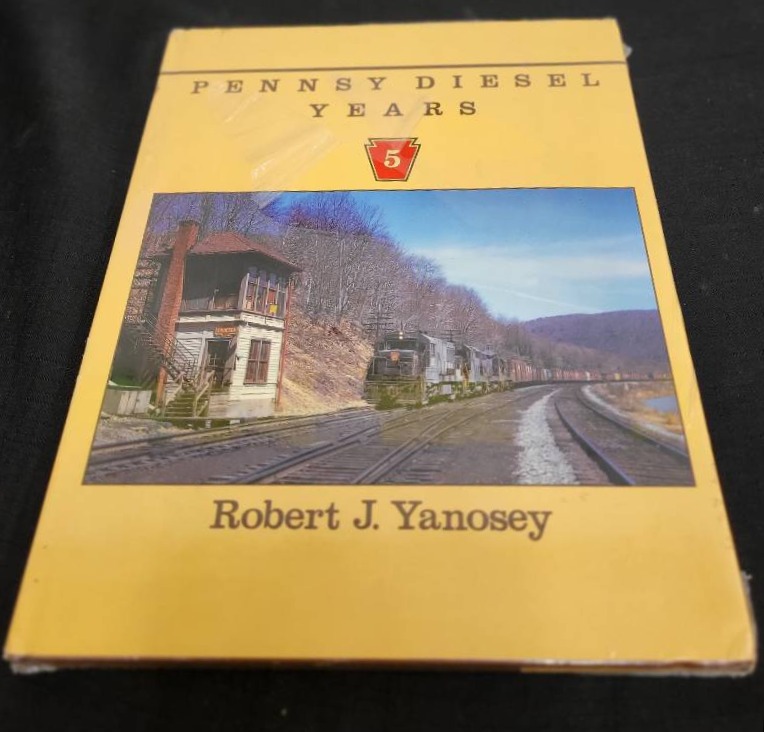 PENNSY DIESEL
YEARS
5
Robert J. Yanosey